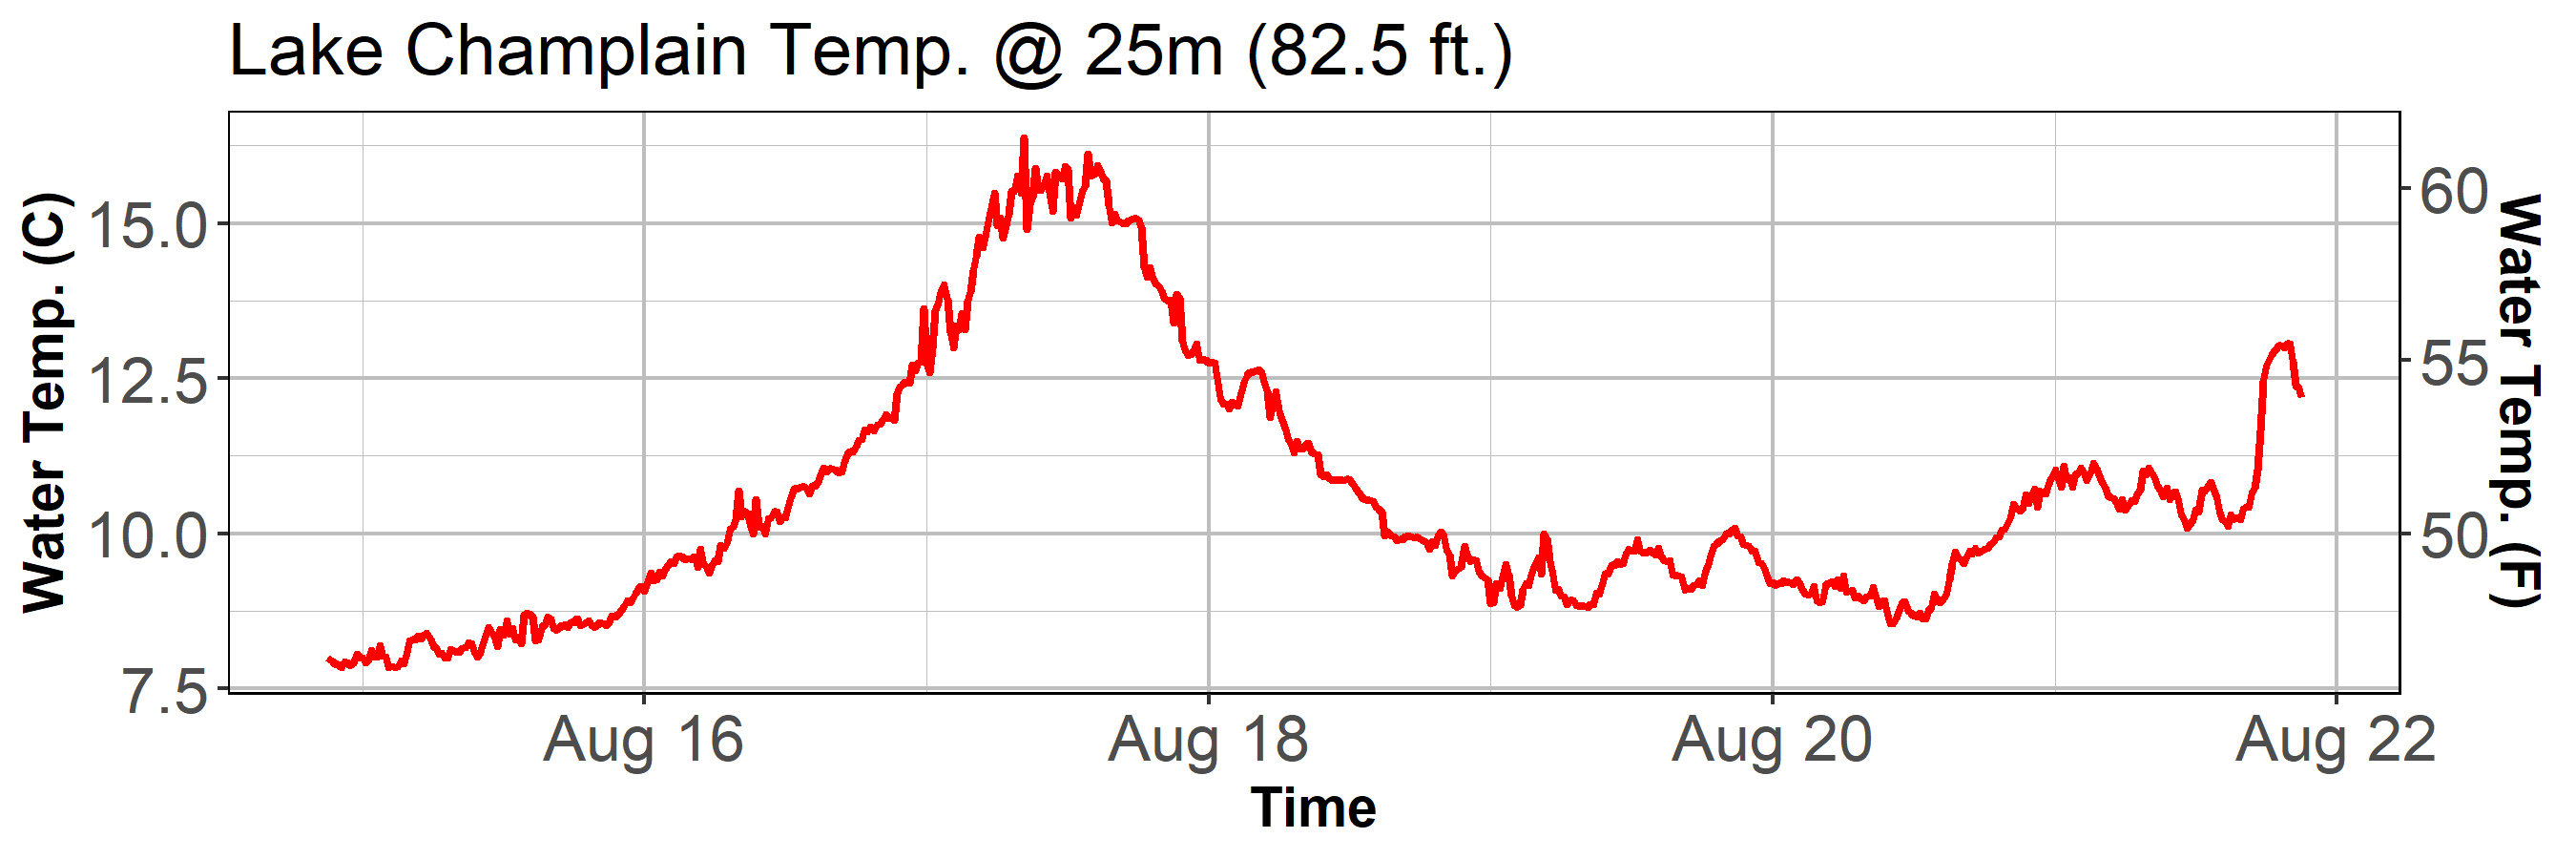 Lake Champlain Temp. @ 25m (82.5 ft.)
Water Temp. (C)
15.0
12.5
10.0
7.5
60
55
50
Water Temp. (F)
Aug 16 Aug 18 Aug 20 Aug 22
Time